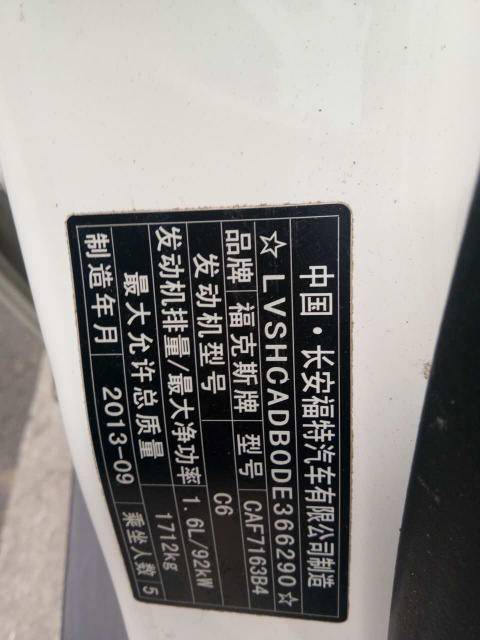 中国·长安福特汽车有限公司制造
☆LVSHCADB0DE366290☆
品牌 福克斯牌 型号 CAF7163B4
发动机型号 C6
发动机排量/最大净功率 1.6L/92kW
最大允许总质量 1712kg
制造年月 2013-09 乘坐人数 5